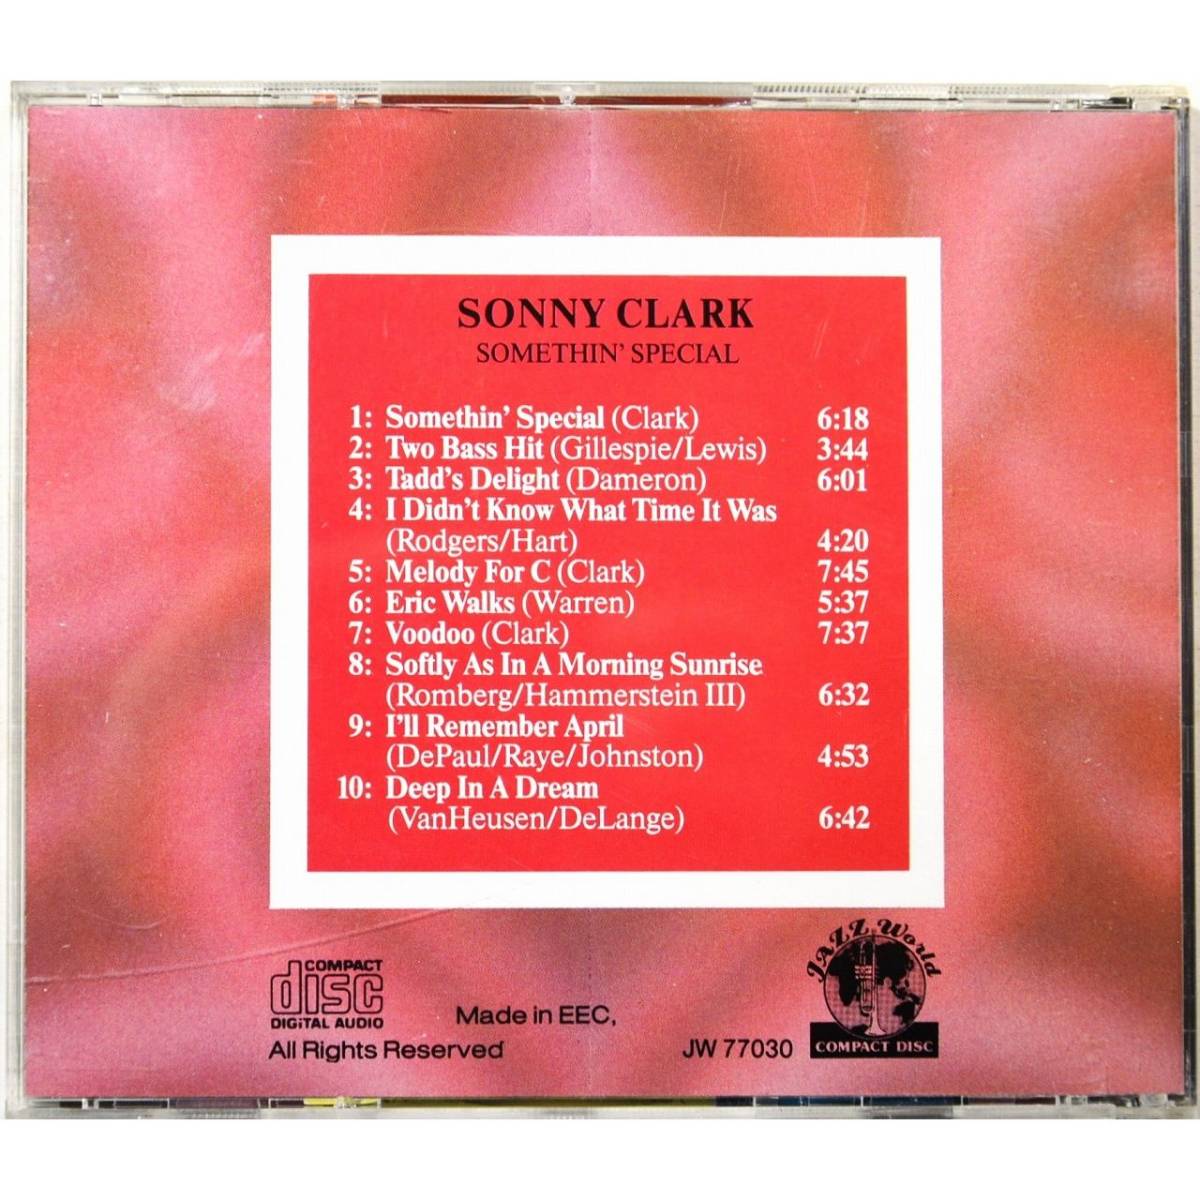 SONNY CLARK
SOMETHIN' SPECIAL
1: Somethin' Special (Clark) 6:18
2: Two Bass Hit (Gillespie/Lewis) 3:44
3: Tadd's Delight (Dameron) 6:01
4: I Didn't Know What Time It Was
(Rodgers/Hart) 4:20
5: Melody For C (Clark) 7:45
6: Eric Walks (Warren) 5:37
7: Voodoo (Clark) 7:37
8: Softly As In A Morning Sunrise
(Romberg/Hammerstein III) 6:32
9: I'll Remember April
(DePaul/Raye/Johnston) 4:53
10: Deep In A Dream
(VanHeusen/DeLange) 6:42
COMPACT
disc
DIGITAL AUDIO
Made in EEC,
All Rights Reserved
JW 77030
JAZZ World
COMPACT DISC